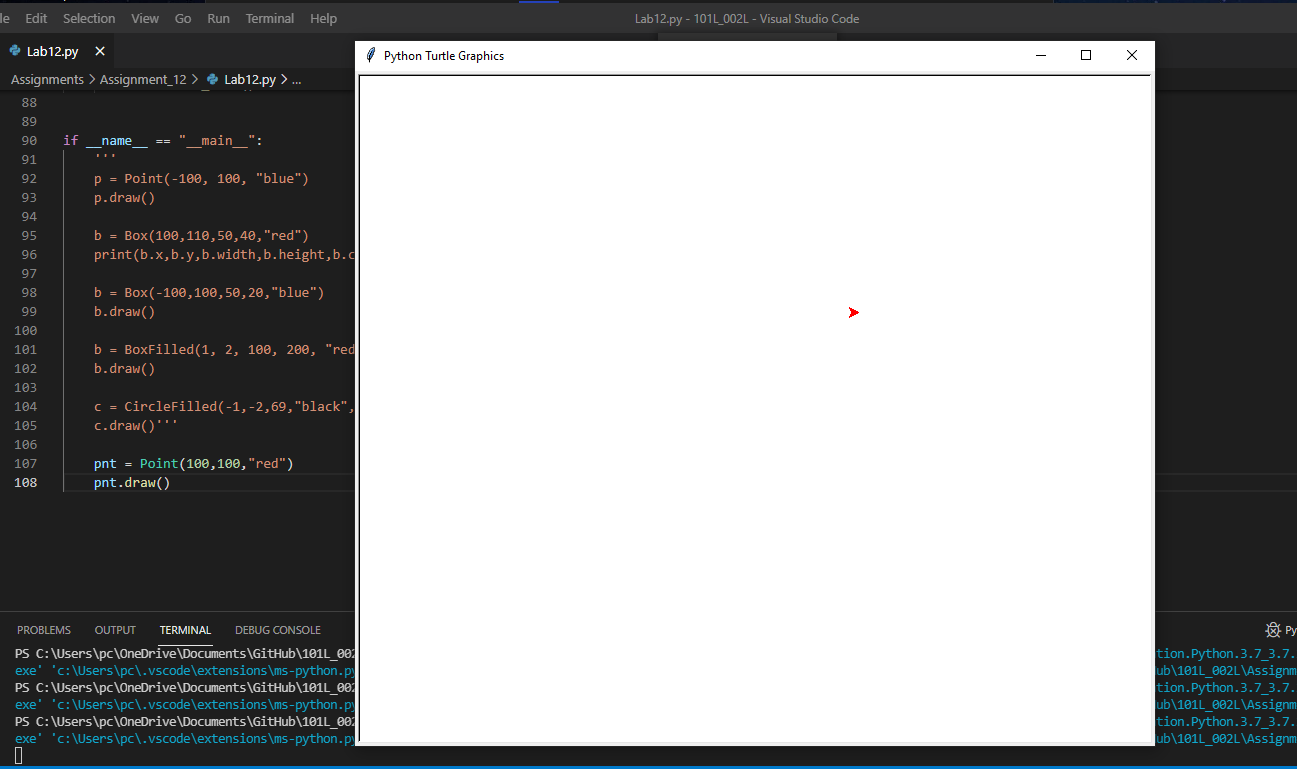 le Edit Selection View Go Run Terminal Help Lab12.py - 101L_002L - Visual Studio Code
Lab12.py
Python Turtle Graphics
Assignments > Assignment_12 > Lab12.py > ...
88
89
90 if __name__ == "__main__":
91 '''
92 p = Point(-100, 100, "blue")
93 p.draw()
94
95 b = Box(100,110,50,40,"red")
96 print(b.x,b.y,b.width,b.height,b.c
97
98 b = Box(-100,100,50,20,"blue")
99 b.draw()
100
101 b = BoxFilled(1, 2, 100, 200, "red
102 b.draw()
103
104 c = CircleFilled(-1,-2,69,"black",
105 c.draw()'''
106
107 pnt = Point(100,100,"red")
108 pnt.draw()
PROBLEMS OUTPUT TERMINAL DEBUG CONSOLE Py
PS C:\Users\pc\OneDrive\Documents\GitHub\101L_002 tion.Python.3.7_3.7.
exe' 'c:\Users\pc\.vscode\extensions\ms-python.py ub\101L_002L\Assignm
PS C:\Users\pc\OneDrive\Documents\GitHub\101L_002 tion.Python.3.7_3.7.
exe' 'c:\Users\pc\.vscode\extensions\ms-python.py ub\101L_002L\Assignm
PS C:\Users\pc\OneDrive\Documents\GitHub\101L_002 tion.Python.3.7_3.7.
exe' 'c:\Users\pc\.vscode\extensions\ms-python.py ub\101L_002L\Assignm